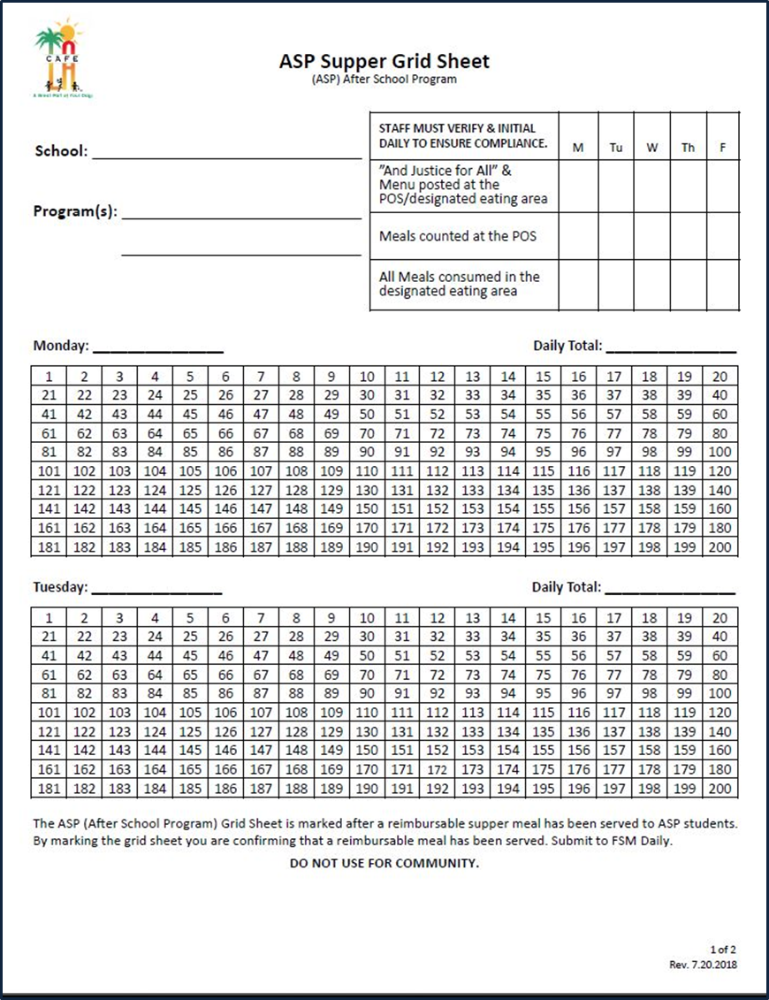 CAFE
LA
A Great Part of Your Day!
ASP Supper Grid Sheet
(ASP) After School Program
School:
Program(s):
STAFF MUST VERIFY & INITIAL
DAILY TO ENSURE COMPLIANCE.
M Tu W Th F
"And Justice for All" &
Menu posted at the
POS/designated eating area
Meals counted at the POS
All Meals consumed in the
designated eating area
Monday: Daily Total:
1 2 3 4 5 6 7 8 9 10 11 12 13 14 15 16 17 18 19 20
21 22 23 24 25 26 27 28 29 30 31 32 33 34 35 36 37 38 39 40
41 42 43 44 45 46 47 48 49 50 51 52 53 54 55 56 57 58 59 60
61 62 63 64 65 66 67 68 69 70 71 72 73 74 75 76 77 78 79 80
81 82 83 84 85 86 87 88 89 90 91 92 93 94 95 96 97 98 99 100
101 102 103 104 105 106 107 108 109 110 111 112 113 114 115 116 117 118 119 120
121 122 123 124 125 126 127 128 129 130 131 132 133 134 135 136 137 138 139 140
141 142 143 144 145 146 147 148 149 150 151 152 153 154 155 156 157 158 159 160
161 162 163 164 165 166 167 168 169 170 171 172 173 174 175 176 177 178 179 180
181 182 183 184 185 186 187 188 189 190 191 192 193 194 195 196 197 198 199 200
Tuesday: Daily Total:
1 2 3 4 5 6 7 8 9 10 11 12 13 14 15 16 17 18 19 20
21 22 23 24 25 26 27 28 29 30 31 32 33 34 35 36 37 38 39 40
41 42 43 44 45 46 47 48 49 50 51 52 53 54 55 56 57 58 59 60
61 62 63 64 65 66 67 68 69 70 71 72 73 74 75 76 77 78 79 80
81 82 83 84 85 86 87 88 89 90 91 92 93 94 95 96 97 98 99 100
101 102 103 104 105 106 107 108 109 110 111 112 113 114 115 116 117 118 119 120
121 122 123 124 125 126 127 128 129 130 131 132 133 134 135 136 137 138 139 140
141 142 143 144 145 146 147 148 149 150 151 152 153 154 155 156 157 158 159 160
161 162 163 164 165 166 167 168 169 170 171 172 173 174 175 176 177 178 179 180
181 182 183 184 185 186 187 188 189 190 191 192 193 194 195 196 197 198 199 200
The ASP (After School Program) Grid Sheet is marked after a reimbursable supper meal has been served to ASP students.
By marking the grid sheet you are confirming that a reimbursable meal has been served. Submit to FSM Daily.
DO NOT USE FOR COMMUNITY.
1 of 2
Rev. 7.20.2018